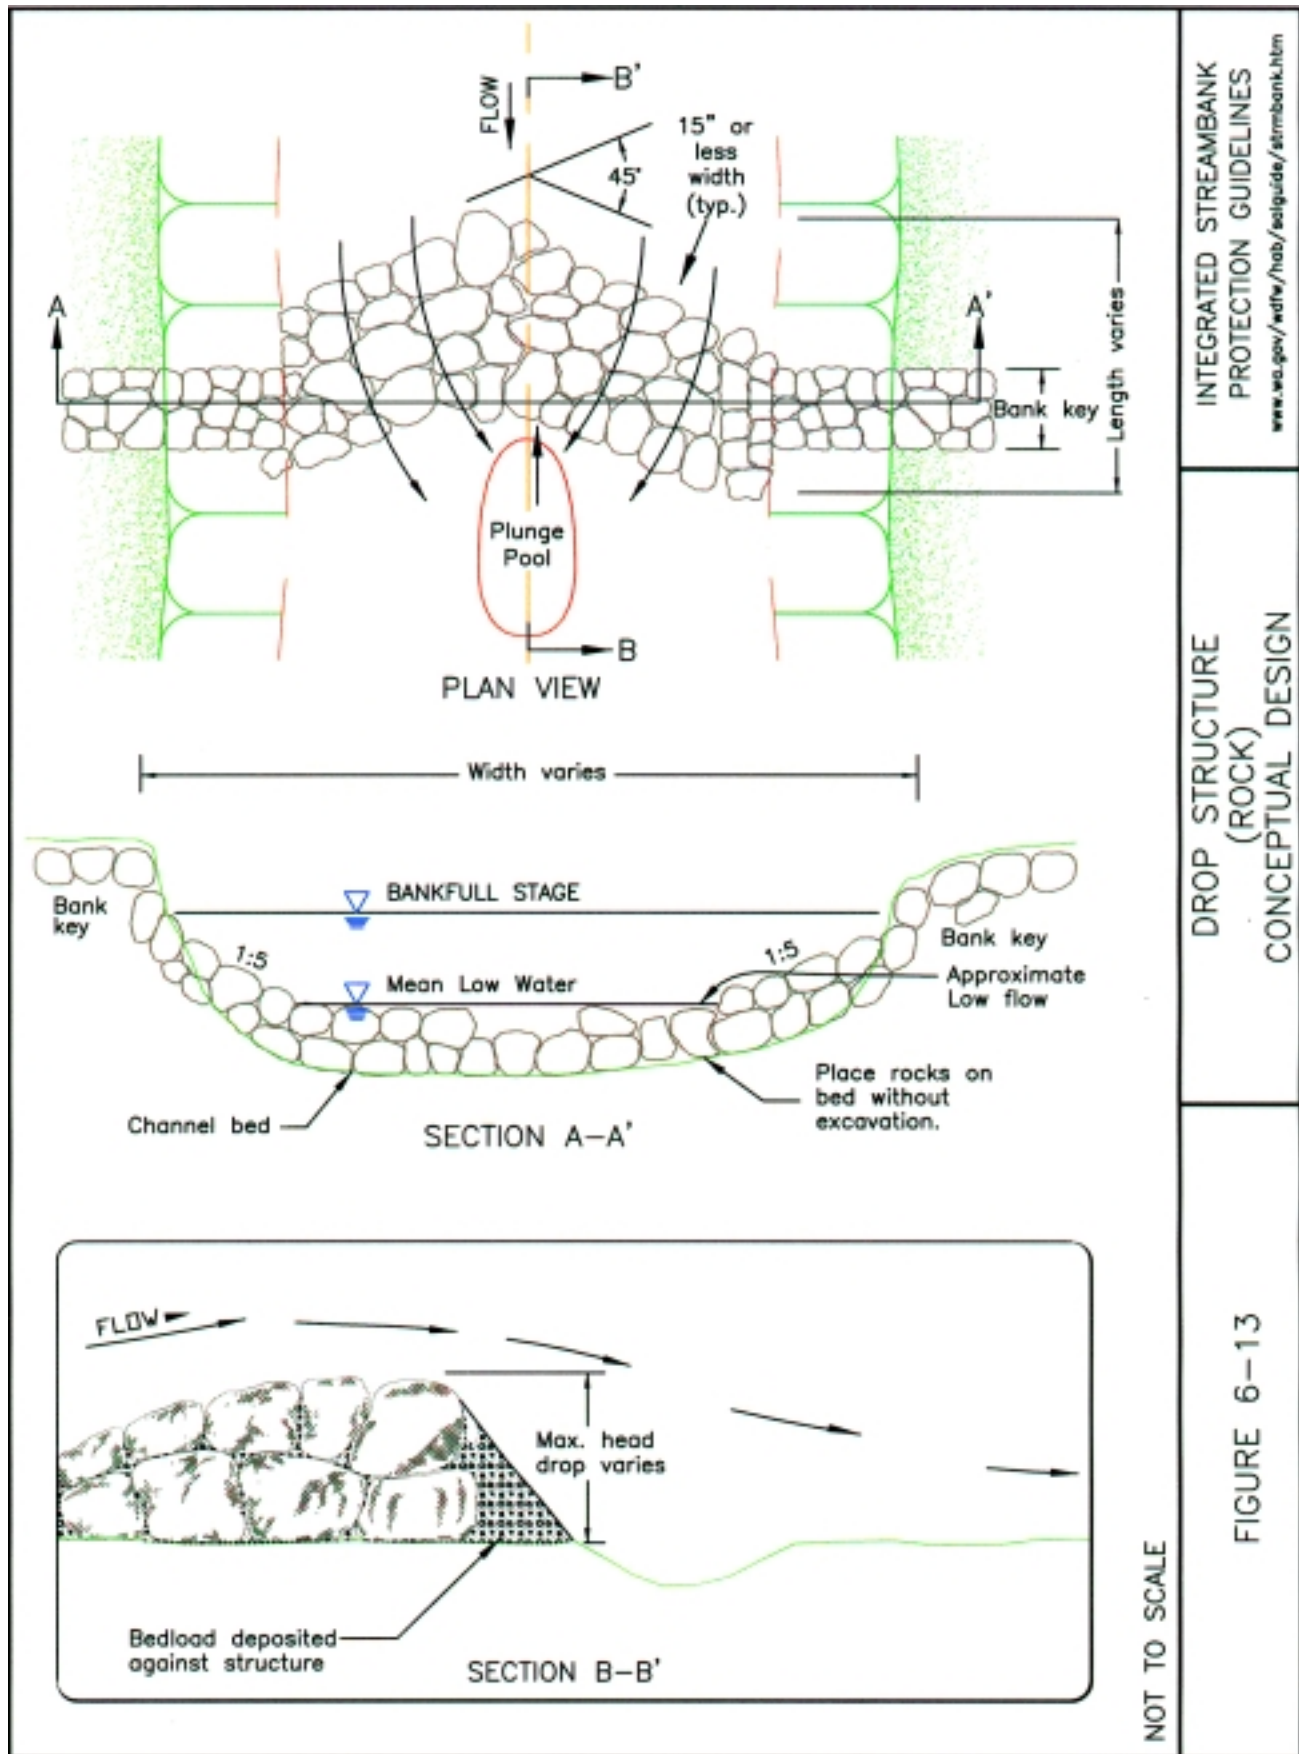 B'
FLOW
15" or
less
width
(typ.)
45°
A
A'
Bank key
Length varies
Plunge
Pool
B
PLAN VIEW
Width varies
BANKFULL STAGE
Bank
key
1:5
1:5
Bank key
Mean Low Water
Approximate
Low flow
Place rocks on
bed without
excavation.
Channel bed
SECTION A-A'
FLOW
Max. head
drop varies
Bedload deposited
against structure
SECTION B-B'
NOT TO SCALE
INTEGRATED STREAMBANK
PROTECTION GUIDELINES
www.wa.gov/wdfw/hab/salguide/strmbank.htm
DROP STRUCTURE
(ROCK)
CONCEPTUAL DESIGN
FIGURE 6-13